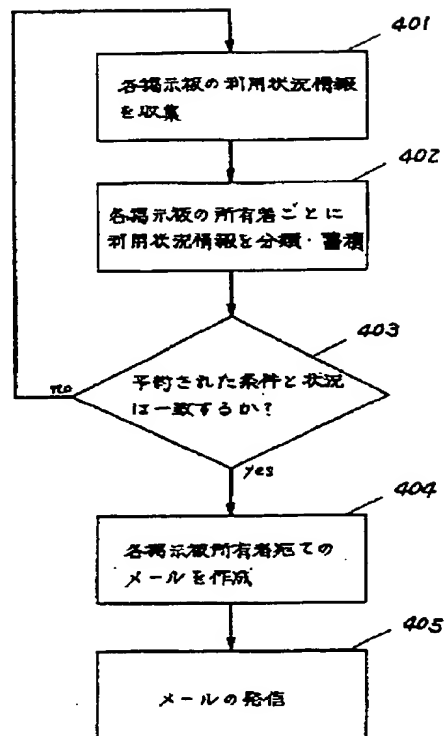 401
各掲示板の利用状況情報
を収集
402
各掲示板の所有者ごとに
利用状況情報を分類・蓄積
403
予約された条件と状況
は一致するか?
no
yes
404
各掲示板所有者宛ての
メールを作成
405
メールの発信